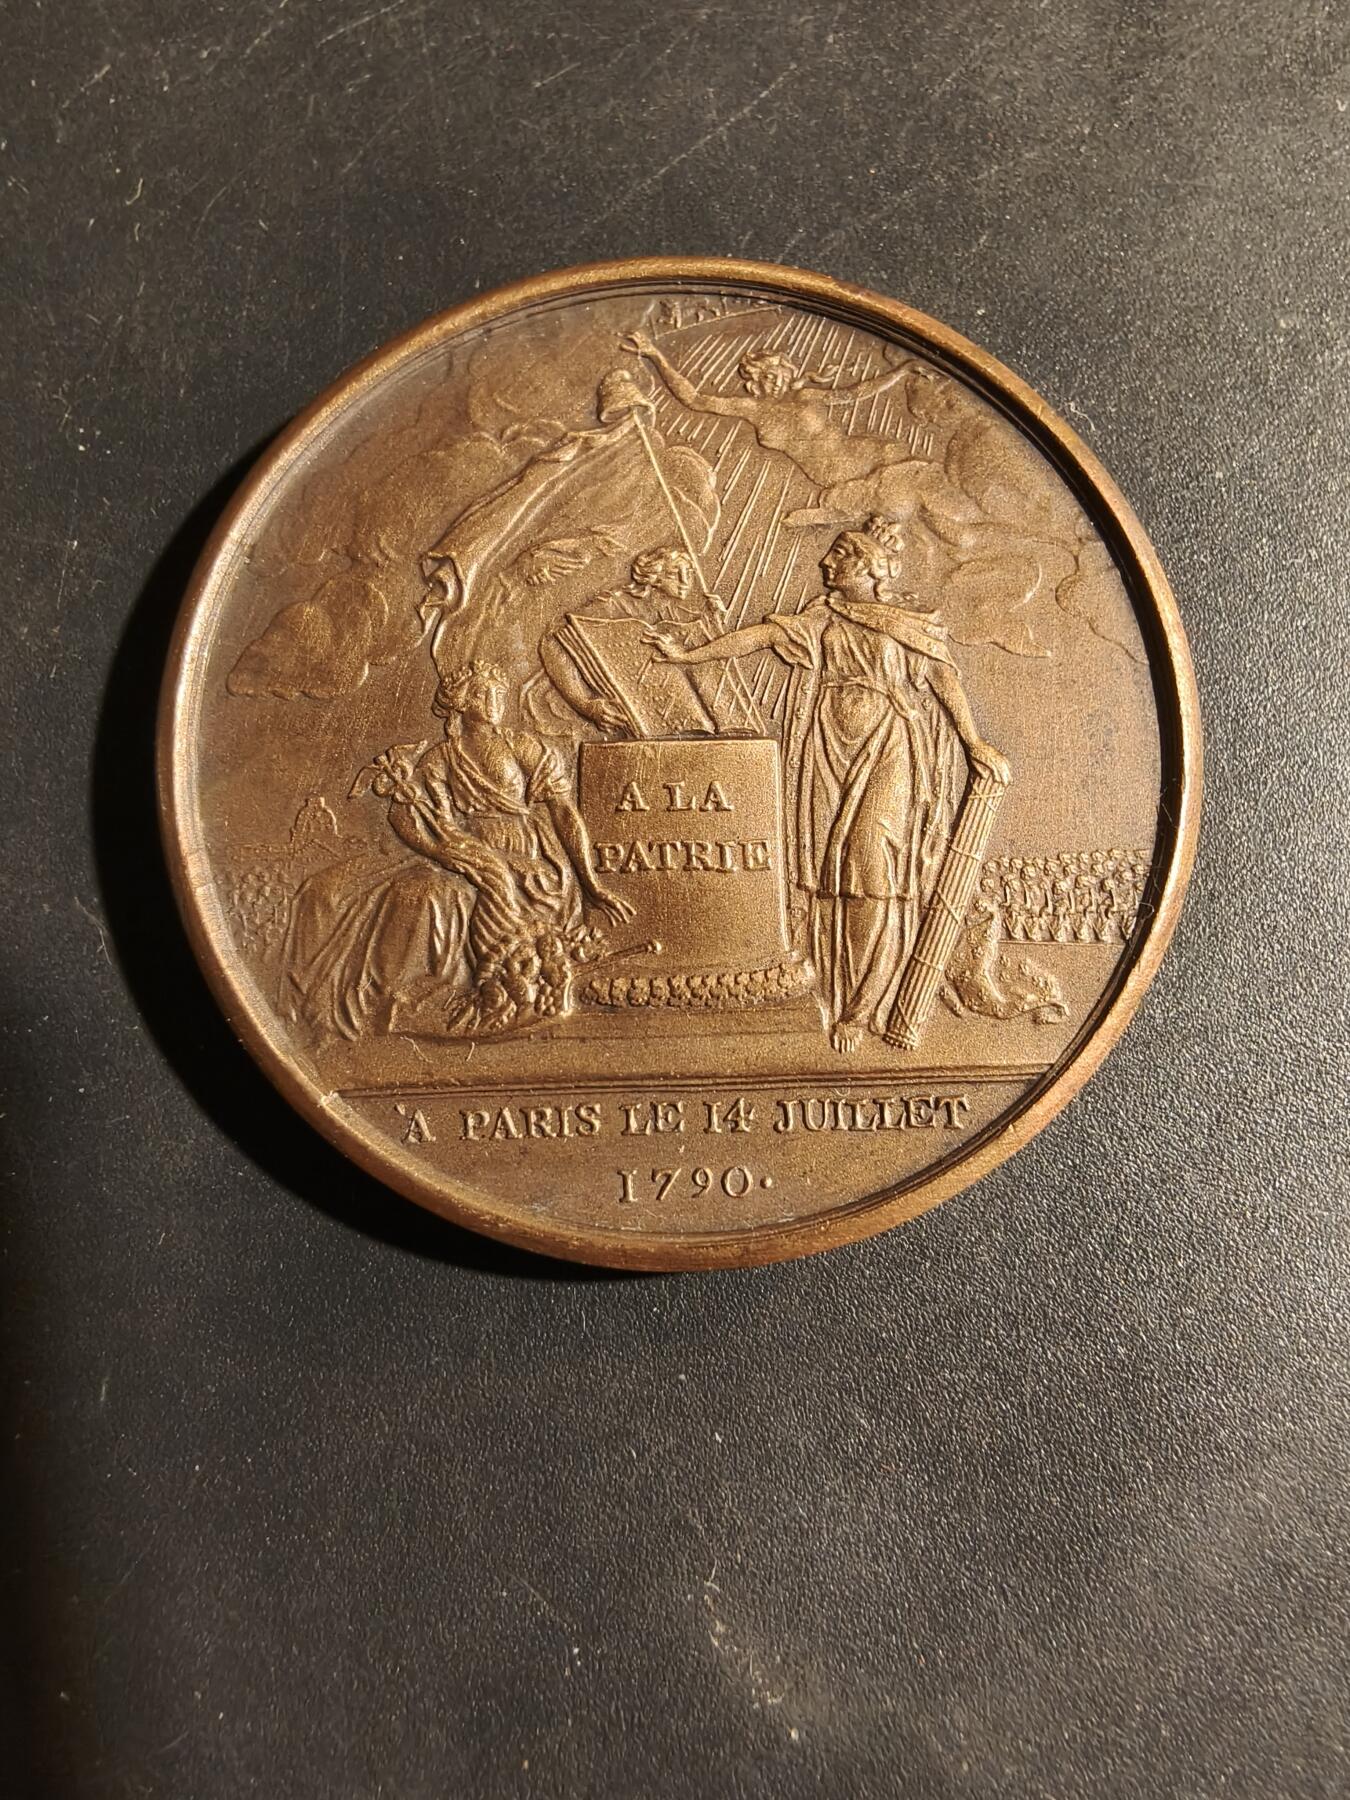 A LA
PATRIE
À PARIS LE 14 JUILLET
1790.